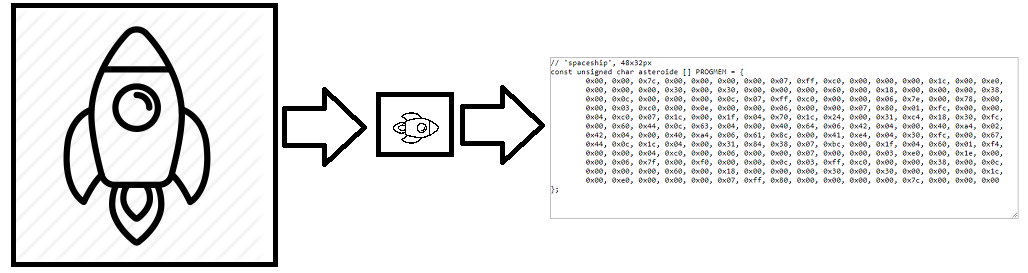 // 'spaceship', 48x32px
const unsigned char asteroide [] PROGMEM = {
0x00, 0x00, 0x7c, 0x00, 0x00, 0x00, 0x00, 0x07, 0xff, 0xc0, 0x00, 0x00, 0x00, 0x1c, 0x00, 0xe0,
0x00, 0x00, 0x00, 0x30, 0x00, 0x30, 0x00, 0x00, 0x00, 0x60, 0x00, 0x18, 0x00, 0x00, 0x00, 0x38,
0x00, 0x0c, 0x00, 0x00, 0x00, 0x0c, 0x07, 0xff, 0xc0, 0x00, 0x00, 0x06, 0x7e, 0x00, 0x78, 0x00,
0x00, 0x03, 0xc0, 0x00, 0x0e, 0x00, 0x00, 0x06, 0x00, 0x00, 0x07, 0x80, 0x01, 0xfc, 0x00, 0x00,
0x04, 0xc0, 0x07, 0x1c, 0x00, 0x1f, 0x04, 0x70, 0x1c, 0x24, 0x00, 0x31, 0xc4, 0x18, 0x30, 0xfc,
0x00, 0x60, 0x44, 0x0c, 0x63, 0x04, 0x00, 0x40, 0x64, 0x06, 0x42, 0x04, 0x00, 0x40, 0xa4, 0x02,
0x42, 0x04, 0x00, 0x40, 0xa4, 0x06, 0x61, 0x8c, 0x00, 0x41, 0xe4, 0x04, 0x30, 0xfc, 0x00, 0x67,
0x44, 0x0c, 0x1c, 0x04, 0x00, 0x31, 0x84, 0x38, 0x07, 0xbc, 0x00, 0x1f, 0x04, 0x60, 0x01, 0xf4,
0x00, 0x00, 0x04, 0xc0, 0x00, 0x06, 0x00, 0x00, 0x07, 0x00, 0x00, 0x03, 0xe0, 0x00, 0x1e, 0x00,
0x00, 0x06, 0x7f, 0x00, 0xf0, 0x00, 0x00, 0x0c, 0x03, 0xff, 0xc0, 0x00, 0x00, 0x38, 0x00, 0x0c,
0x00, 0x00, 0x00, 0x60, 0x00, 0x18, 0x00, 0x00, 0x00, 0x30, 0x00, 0x30, 0x00, 0x00, 0x00, 0x1c,
0x00, 0xe0, 0x00, 0x00, 0x00, 0x07, 0xff, 0x80, 0x00, 0x00, 0x00, 0x00, 0x7c, 0x00, 0x00, 0x00
};